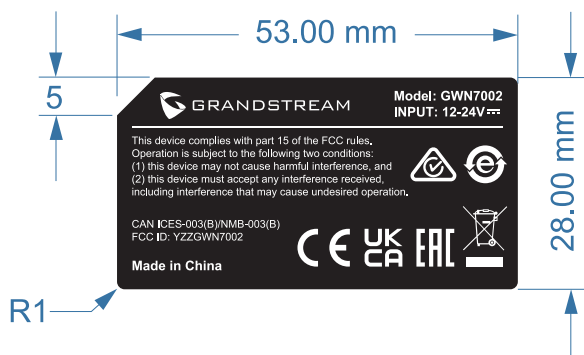 53.00 mm
5
GRANDSTREAM
Model: GWN7002
INPUT: 12-24V⎓
This device complies with part 15 of the FCC rules.
Operation is subject to the following two conditions:
(1) this device may not cause harmful interference, and
(2) this device must accept any interference received,
including interference that may cause undesired operation.
CAN ICES-003(B)/NMB-003(B)
FCC ID: YZZGWN7002
Made in China
CE
UK
CA
EAC
28.00 mm
R1